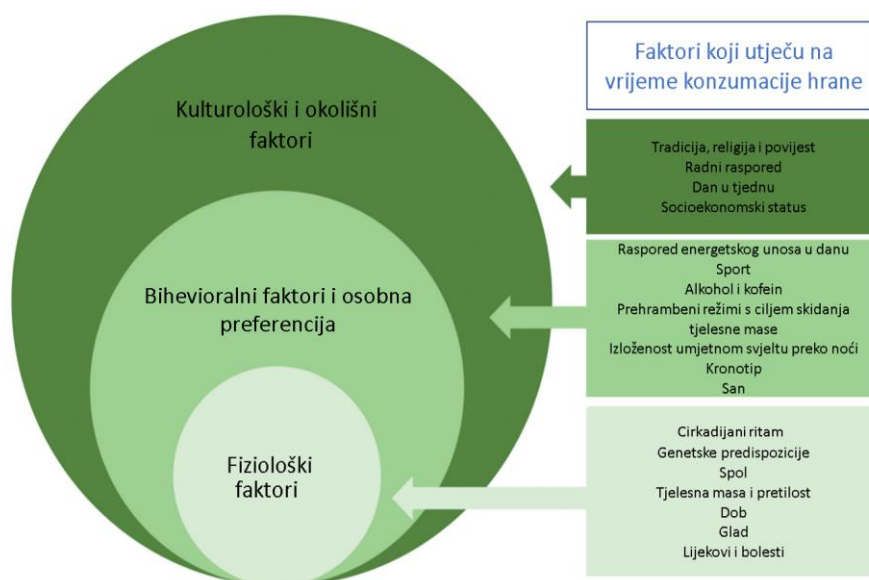 Kulturološki i okolišni
faktori
Bihevioralni faktori i osobna
preferencija
Fiziološki
faktori
Faktori koji utječu na
vrijeme konzumacije hrane
Tradicija, religija i povijest
Radni raspored
Dan u tjednu
Socioekonomski status
Raspored energetskog unosa u danu
Sport
Alkohol i kofein
Prehrambeni režimi s ciljem skidanja
tjelesne mase
Izloženost umjetnom svjeltu preko noći
Kronotip
San
Cirkadijani ritam
Genetske predispozicije
Spol
Tjelesna masa i pretilost
Dob
Glad
Lijekovi i bolesti